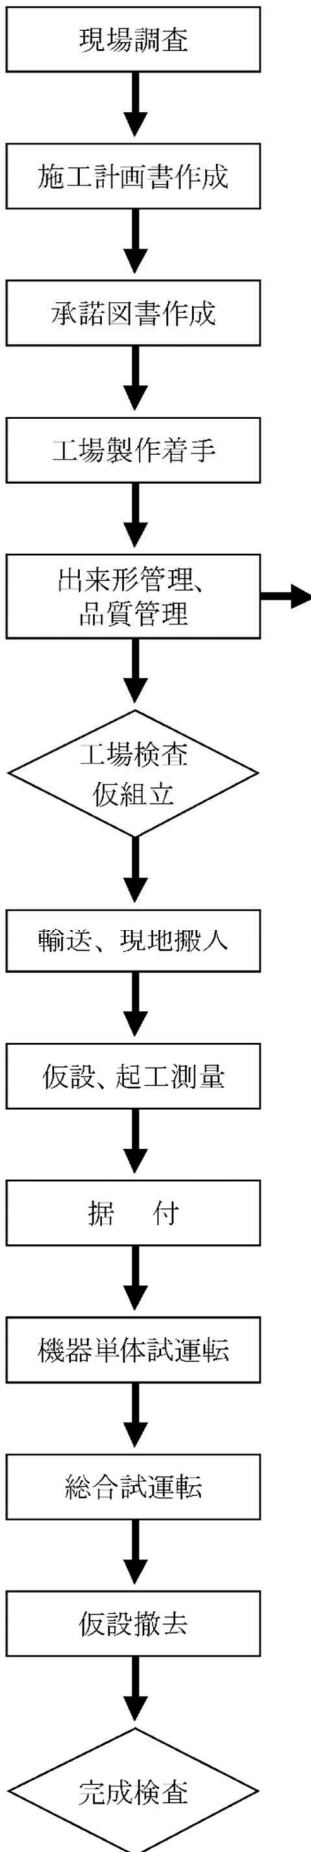 現場調査
施工計画書作成
承諾図書作成
工場製作着手
出来形管理、
品質管理
工場検査
仮組立
輸送、現地搬人
仮設、起工測量
据　付
機器単体試運転
総合試運転
仮設撤去
完成検査